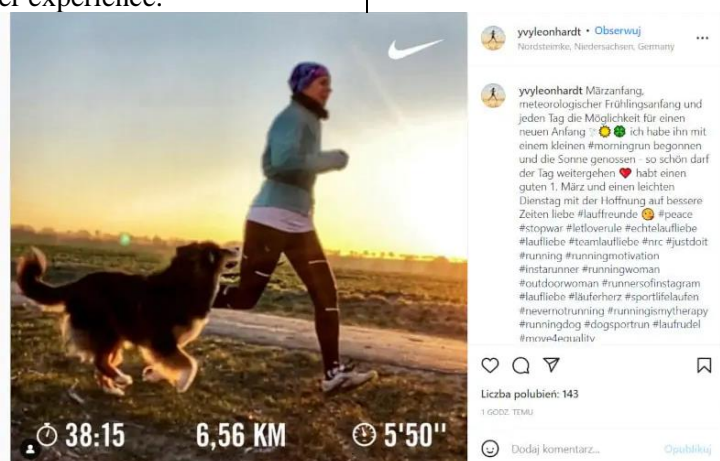 er experience.
yvyleonhardt • Obserwuj
Nordsteimke, Niedersachsen, Germany
yvyleonhardt Märzanfang,
meteorologischer Frühlingsanfang und
jeden Tag die Möglichkeit für einen
neuen Anfang 🌞🍀 ich habe ihn mit
einem kleinen #morningrun begonnen
und die Sonne genossen - so schön darf
der Tag weitergehen ❤️ habt einen
guten 1. März und einen leichten
Dienstag mit der Hoffnung auf bessere
Zeiten liebe #lauffreunde 😘 #peace
#stopwar #letloverule #echtelaufliebe
#laufliebe #teamlaufliebe #nrc #justdoit
#running #runningmotivation
#instarunner #runningwoman
#outdoorwoman #runnersofinstagram
#laufliebe #läuferherz #sportlifelaufen
#nevernotrunning #runningismytherapy
#runningdog #dogsportrun #laufrudel
#move4equality
Liczba polubień: 143
1 GODZ. TEMU
Dodaj komentarz...
Opublikuj
38:15 6,56 KM 5'50''